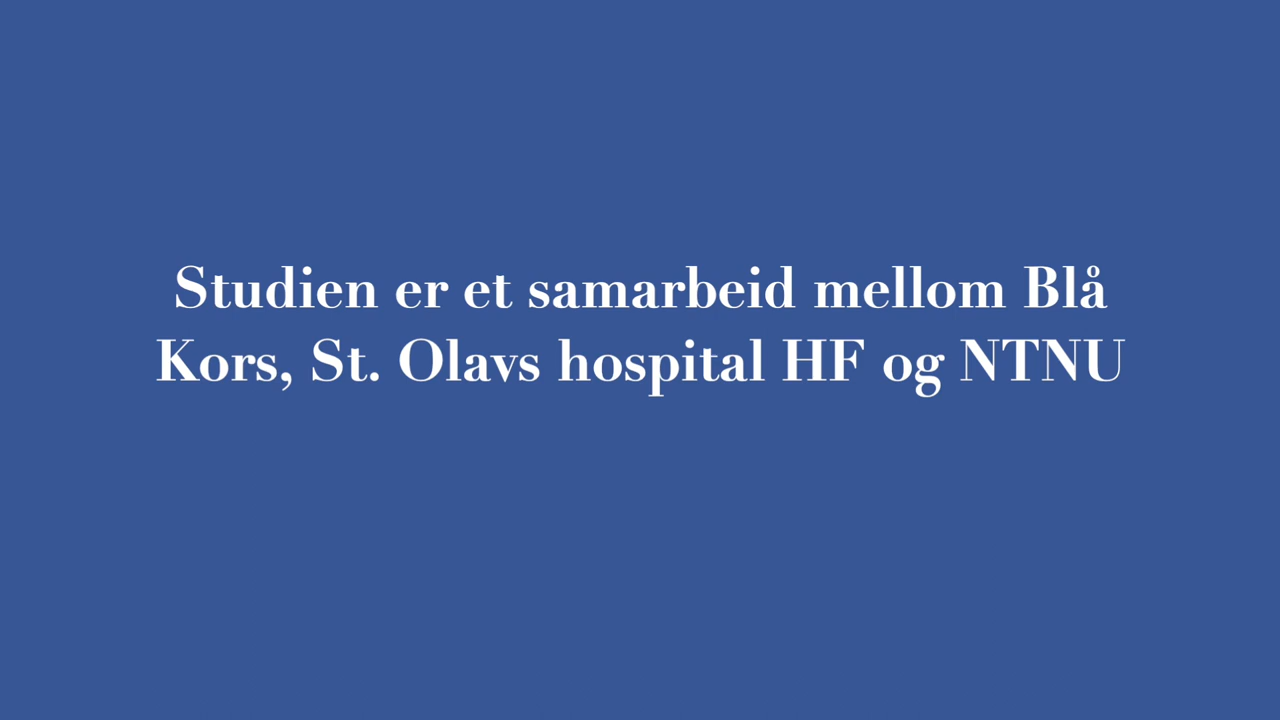 Studien er et samarbeid mellom Blå
Kors, St. Olavs hospital HF og NTNU